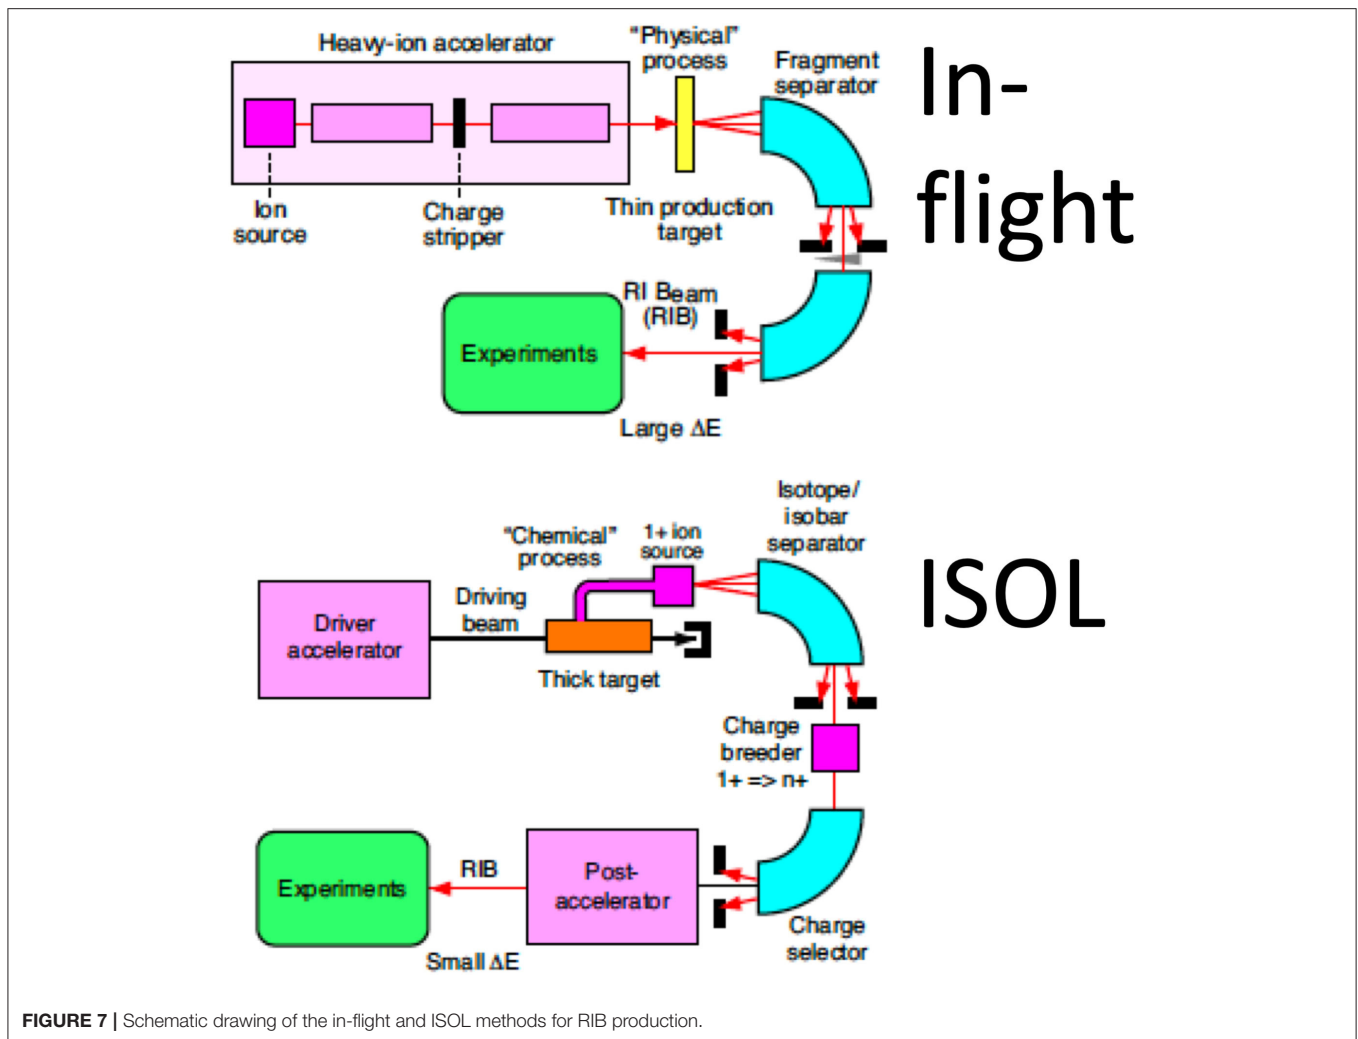 Heavy-ion accelerator
"Physical"
process
Fragment
separator
In-
flight
Ion
source
Charge
stripper
Thin production
target
RI Beam
(RIB)
Experiments
Large ΔE
Isotope/
isobar
separator
"Chemical"
process
1+ ion
source
ISOL
Driver
accelerator
Driving
beam
Thick target
Charge
breeder
1+ => n+
Experiments
RIB
Post-
accelerator
Charge
selector
Small ΔE
FIGURE 7 | Schematic drawing of the in-flight and ISOL methods for RIB production.